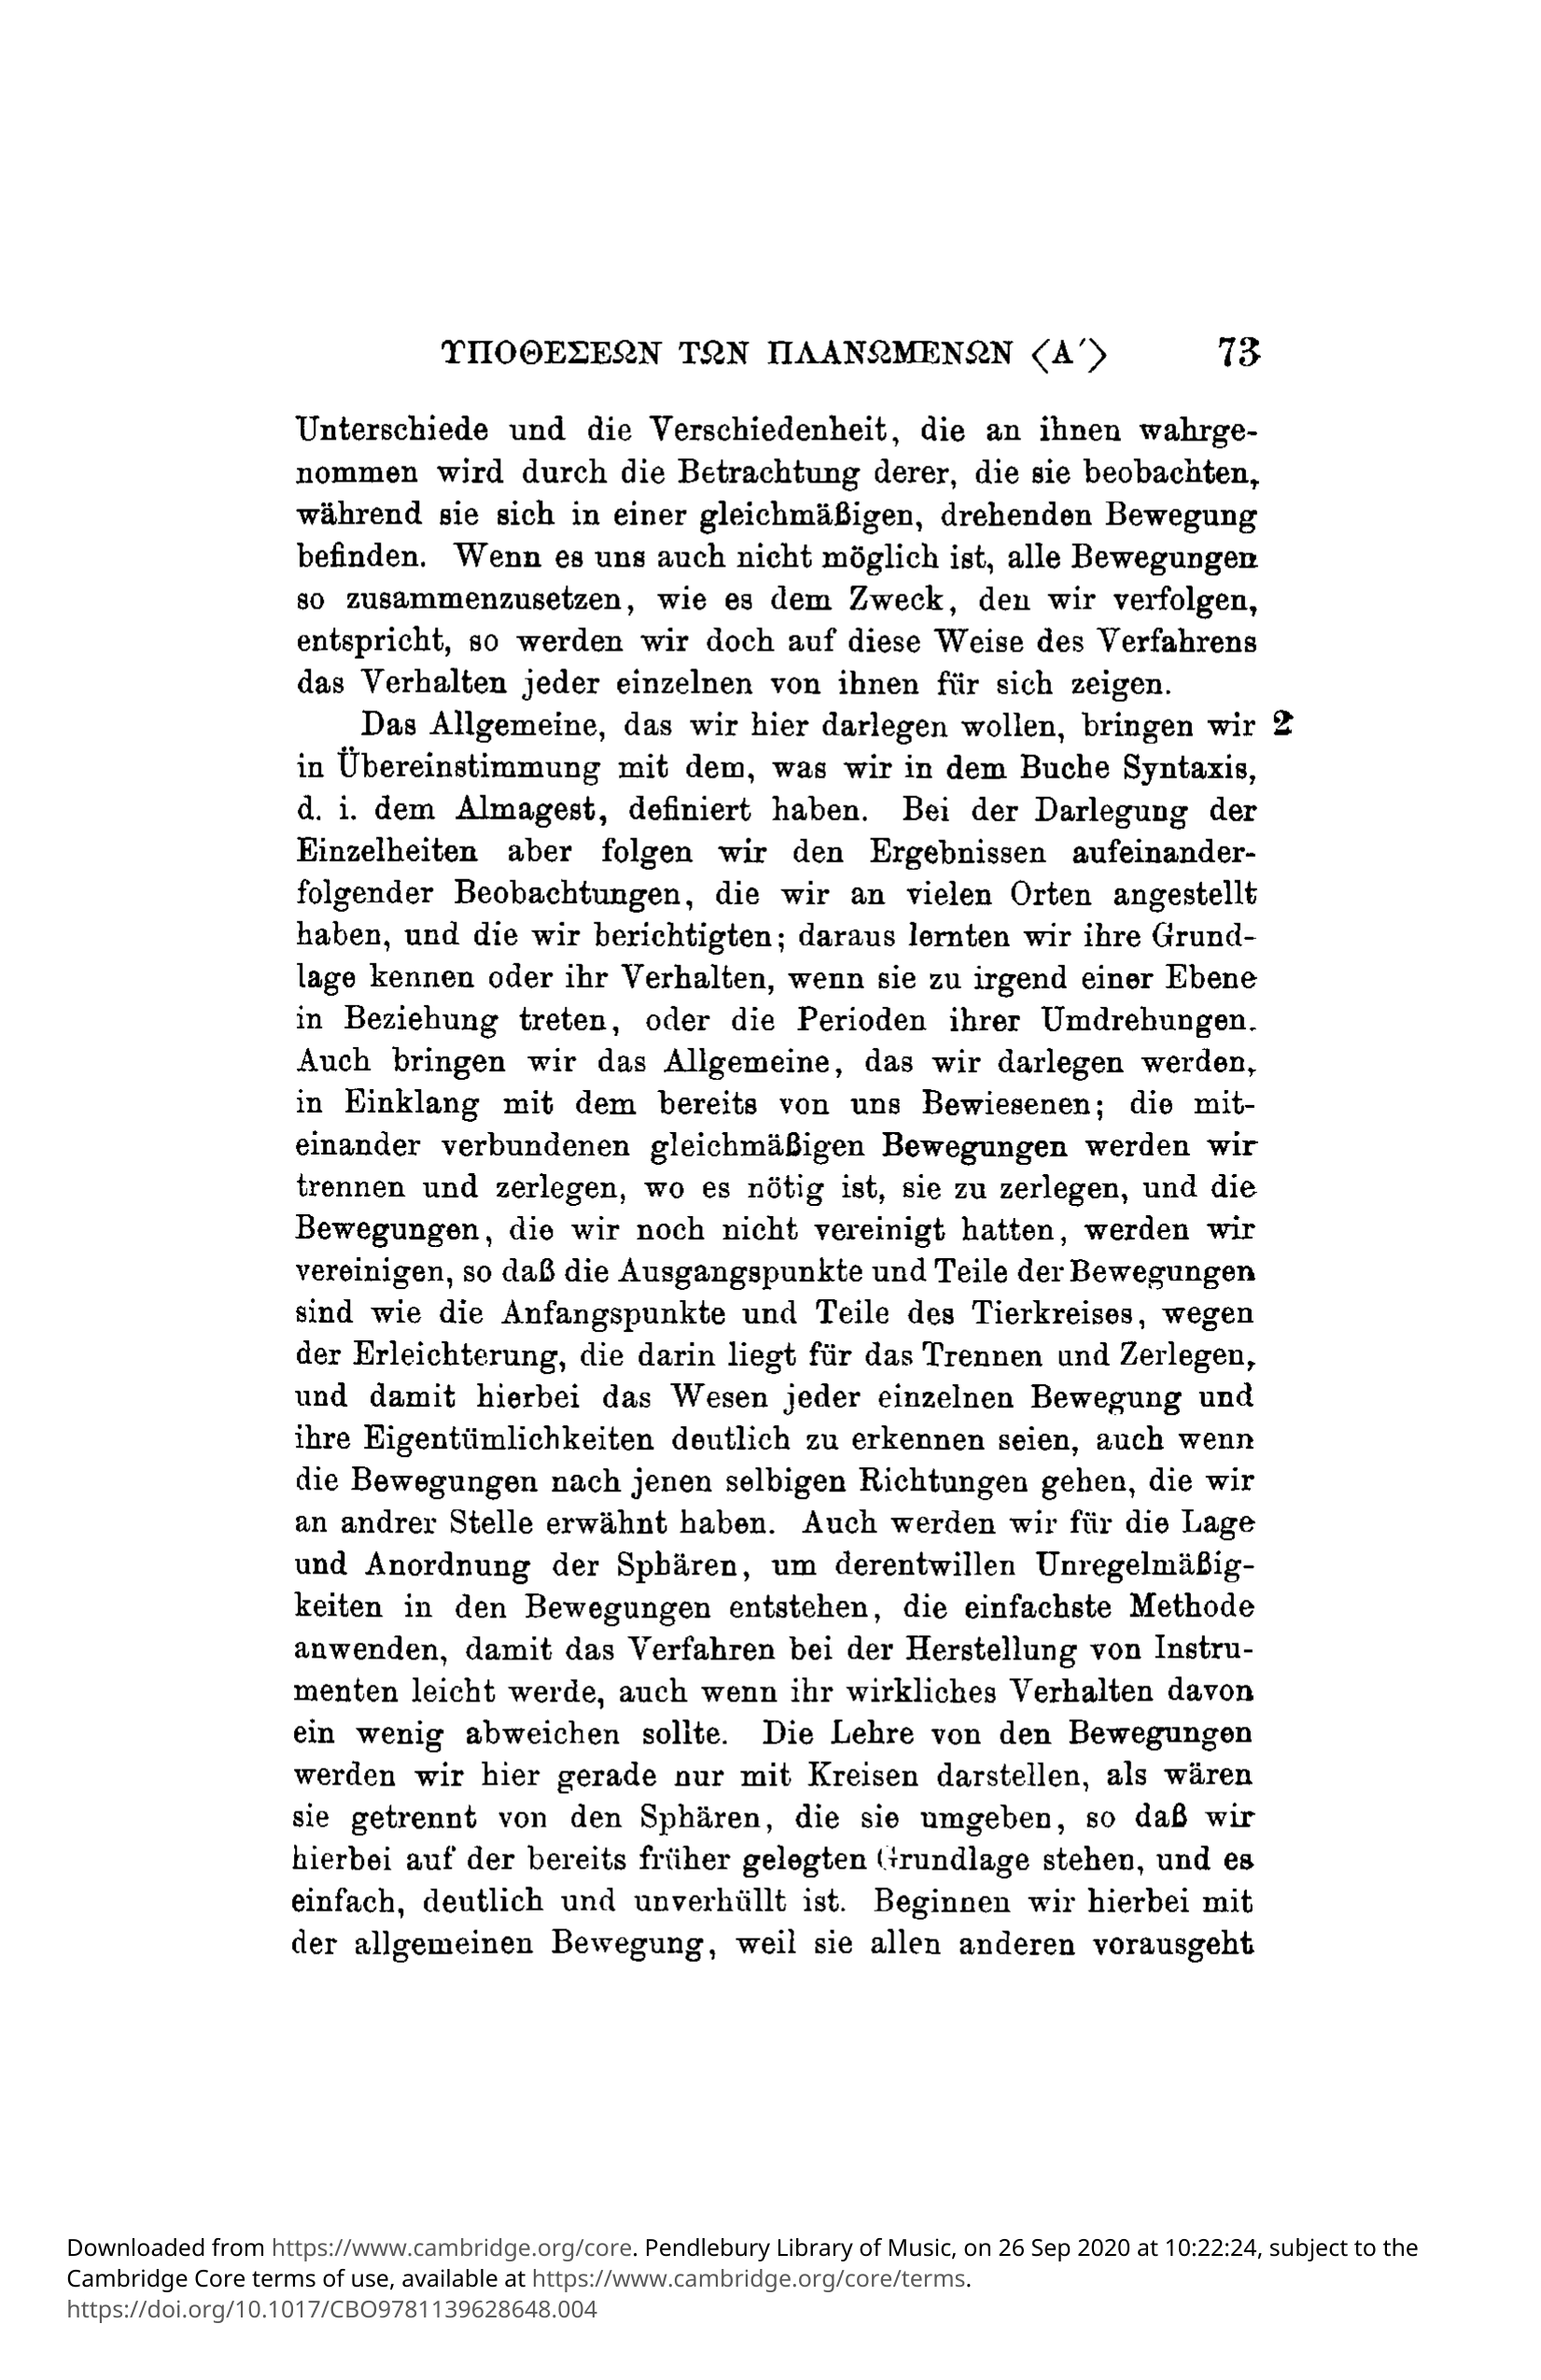 ΥΠΟΘΕΣΕΩΝ ΤΩΝ ΠΛΑΝΩΜΕΝΩΝ ⟨Α´⟩ 73
Unterschiede und die Verschiedenheit, die an ihnen wahrge-
nommen wird durch die Betrachtung derer, die sie beobachten,
während sie sich in einer gleichmäßigen, drehenden Bewegung
befinden. Wenn es uns auch nicht möglich ist, alle Bewegungen
so zusammenzusetzen, wie es dem Zweck, den wir verfolgen,
entspricht, so werden wir doch auf diese Weise des Verfahrens
das Verhalten jeder einzelnen von ihnen für sich zeigen.
Das Allgemeine, das wir hier darlegen wollen, bringen wir 2
in Übereinstimmung mit dem, was wir in dem Buche Syntaxis,
d. i. dem Almagest, definiert haben. Bei der Darlegung der
Einzelheiten aber folgen wir den Ergebnissen aufeinander-
folgender Beobachtungen, die wir an vielen Orten angestellt
haben, und die wir berichtigten; daraus lernten wir ihre Grund-
lage kennen oder ihr Verhalten, wenn sie zu irgend einer Ebene
in Beziehung treten, oder die Perioden ihrer Umdrehungen.
Auch bringen wir das Allgemeine, das wir darlegen werden,
in Einklang mit dem bereits von uns Bewiesenen; die mit-
einander verbundenen gleichmäßigen Bewegungen werden wir
trennen und zerlegen, wo es nötig ist, sie zu zerlegen, und die
Bewegungen, die wir noch nicht vereinigt hatten, werden wir
vereinigen, so daß die Ausgangspunkte und Teile der Bewegungen
sind wie die Anfangspunkte und Teile des Tierkreises, wegen
der Erleichterung, die darin liegt für das Trennen und Zerlegen,
und damit hierbei das Wesen jeder einzelnen Bewegung und
ihre Eigentümlichkeiten deutlich zu erkennen seien, auch wenn
die Bewegungen nach jenen selbigen Richtungen gehen, die wir
an andrer Stelle erwähnt haben. Auch werden wir für die Lage
und Anordnung der Sphären, um derentwillen Unregelmäßig-
keiten in den Bewegungen entstehen, die einfachste Methode
anwenden, damit das Verfahren bei der Herstellung von Instru-
menten leicht werde, auch wenn ihr wirkliches Verhalten davon
ein wenig abweichen sollte. Die Lehre von den Bewegungen
werden wir hier gerade nur mit Kreisen darstellen, als wären
sie getrennt von den Sphären, die sie umgeben, so daß wir
hierbei auf der bereits früher gelegten Grundlage stehen, und es
einfach, deutlich und unverhüllt ist. Beginnen wir hierbei mit
der allgemeinen Bewegung, weil sie allen anderen vorausgeht
Downloaded from https://www.cambridge.org/core. Pendlebury Library of Music, on 26 Sep 2020 at 10:22:24, subject to the
Cambridge Core terms of use, available at https://www.cambridge.org/core/terms.
https://doi.org/10.1017/CBO9781139628648.004